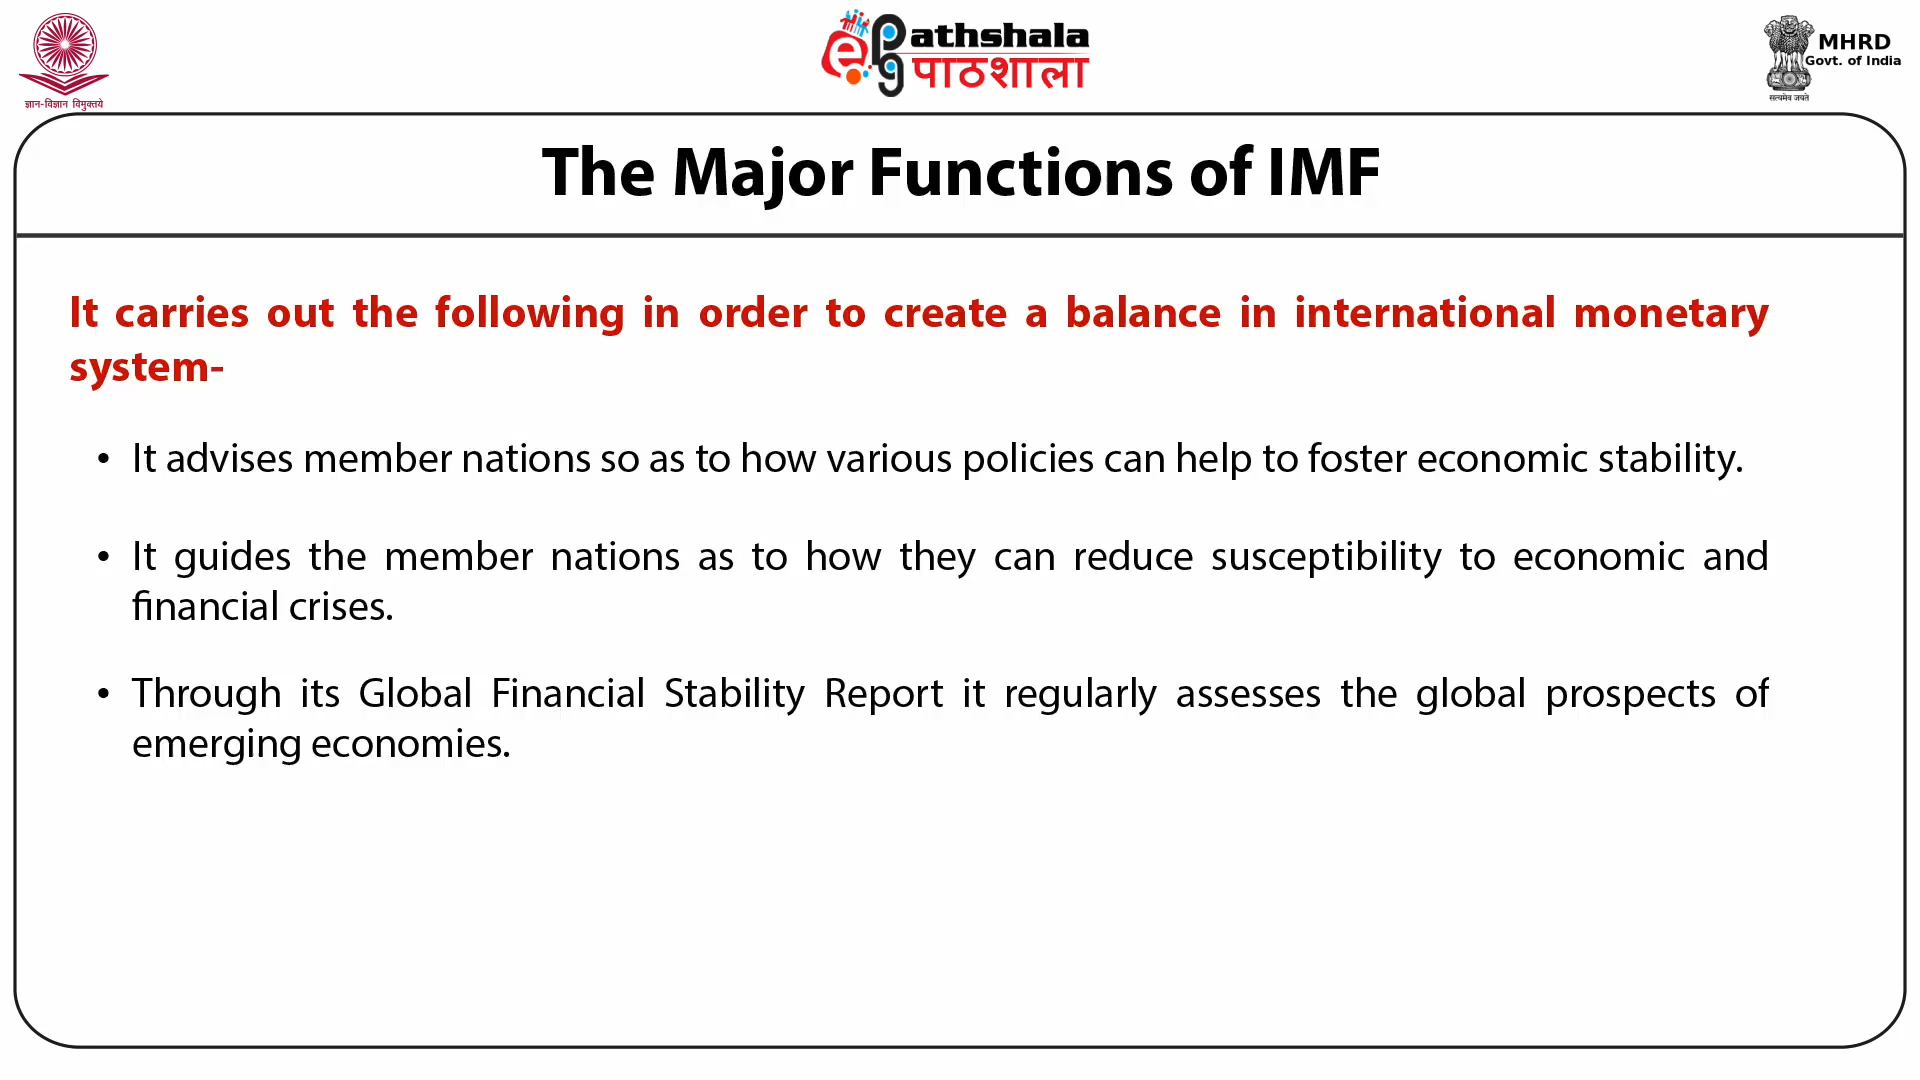 ज्ञान-विज्ञान विमुक्तये
ePathshala
पाठशाला
MHRD
Govt. of India
सत्यमेव जयते
The Major Functions of IMF
It carries out the following in order to create a balance in international monetary
system-
• It advises member nations so as to how various policies can help to foster economic stability.
• It guides the member nations as to how they can reduce susceptibility to economic and
financial crises.
• Through its Global Financial Stability Report it regularly assesses the global prospects of
emerging economies.